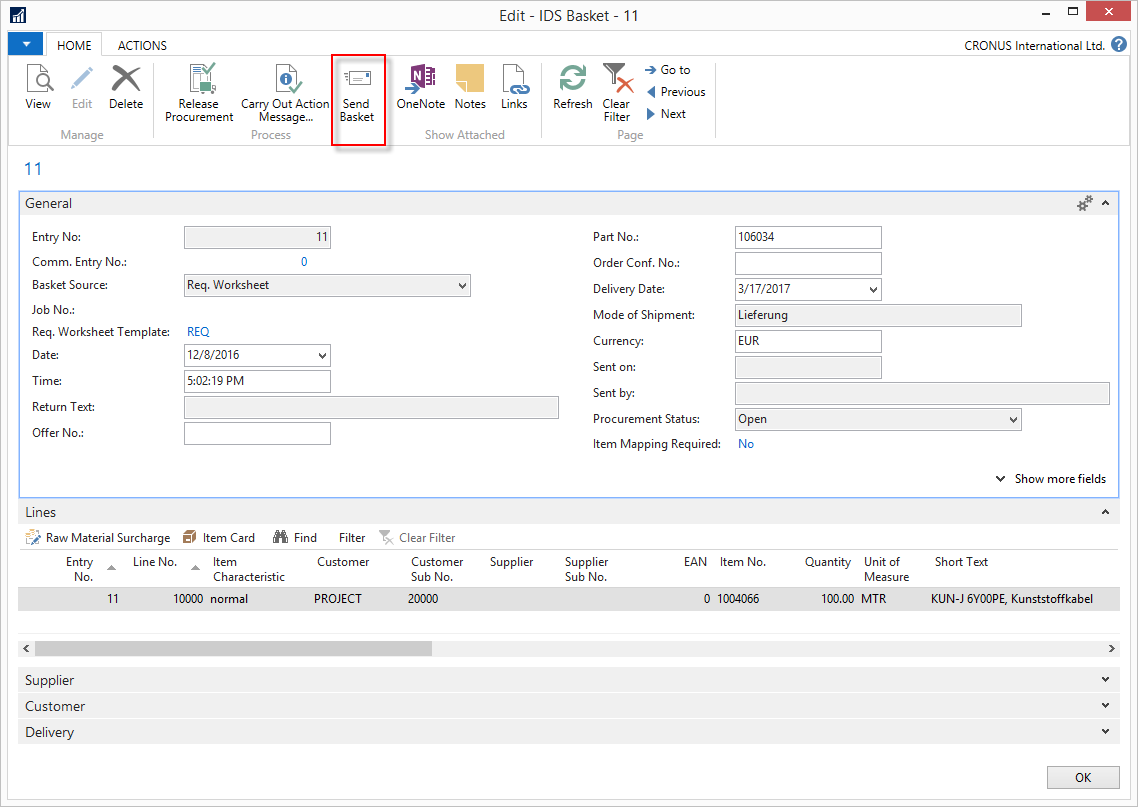 Edit - IDS Basket - 11
HOME
ACTIONS
CRONUS International Ltd.
?
View
Edit
Delete
Manage
Release
Procurement
Carry Out Action
Message...
Send
Basket
Process
OneNote
Notes
Links
Show Attached
Refresh
Clear
Filter
Go to
Previous
Next
Page
11
General
Entry No: 11
Comm. Entry No.: 0
Basket Source: Req. Worksheet
Job No.:
Req. Worksheet Template: REQ
Date: 12/8/2016
Time: 5:02:19 PM
Return Text:
Offer No.:
Part No.: 106034
Order Conf. No.:
Delivery Date: 3/17/2017
Mode of Shipment: Lieferung
Currency: EUR
Sent on:
Sent by:
Procurement Status: Open
Item Mapping Required: No
Show more fields
Lines
Raw Material Surcharge Item Card Find Filter Clear Filter
Entry No. Line No. Item Characteristic Customer Customer Sub No. Supplier Supplier Sub No. EAN Item No. Quantity Unit of Measure Short Text
11 10000 normal PROJECT 20000 0 1004066 100.00 MTR KUN-J 6Y00PE, Kunststoffkabel
Supplier
Customer
Delivery
OK